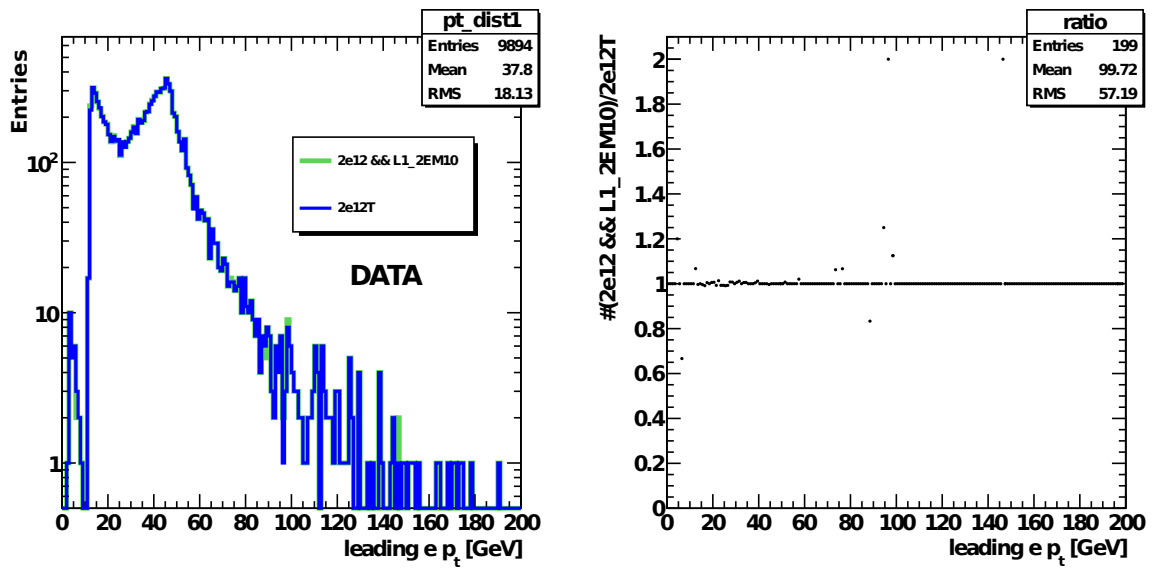 pt_dist1
Entries 9894
Mean 37.8
RMS 18.13
Entries
10²
10
1
2e12 && L1_2EM10
2e12T
DATA
0 20 40 60 80 100 120 140 160 180 200
leading e p_t [GeV]
ratio
Entries 199
Mean 99.72
RMS 57.19
#(2e12 && L1_2EM10)/2e12T
2
1.8
1.6
1.4
1.2
1
0.8
0.6
0.4
0.2
0
0 20 40 60 80 100 120 140 160 180 200
leading e p_t [GeV]